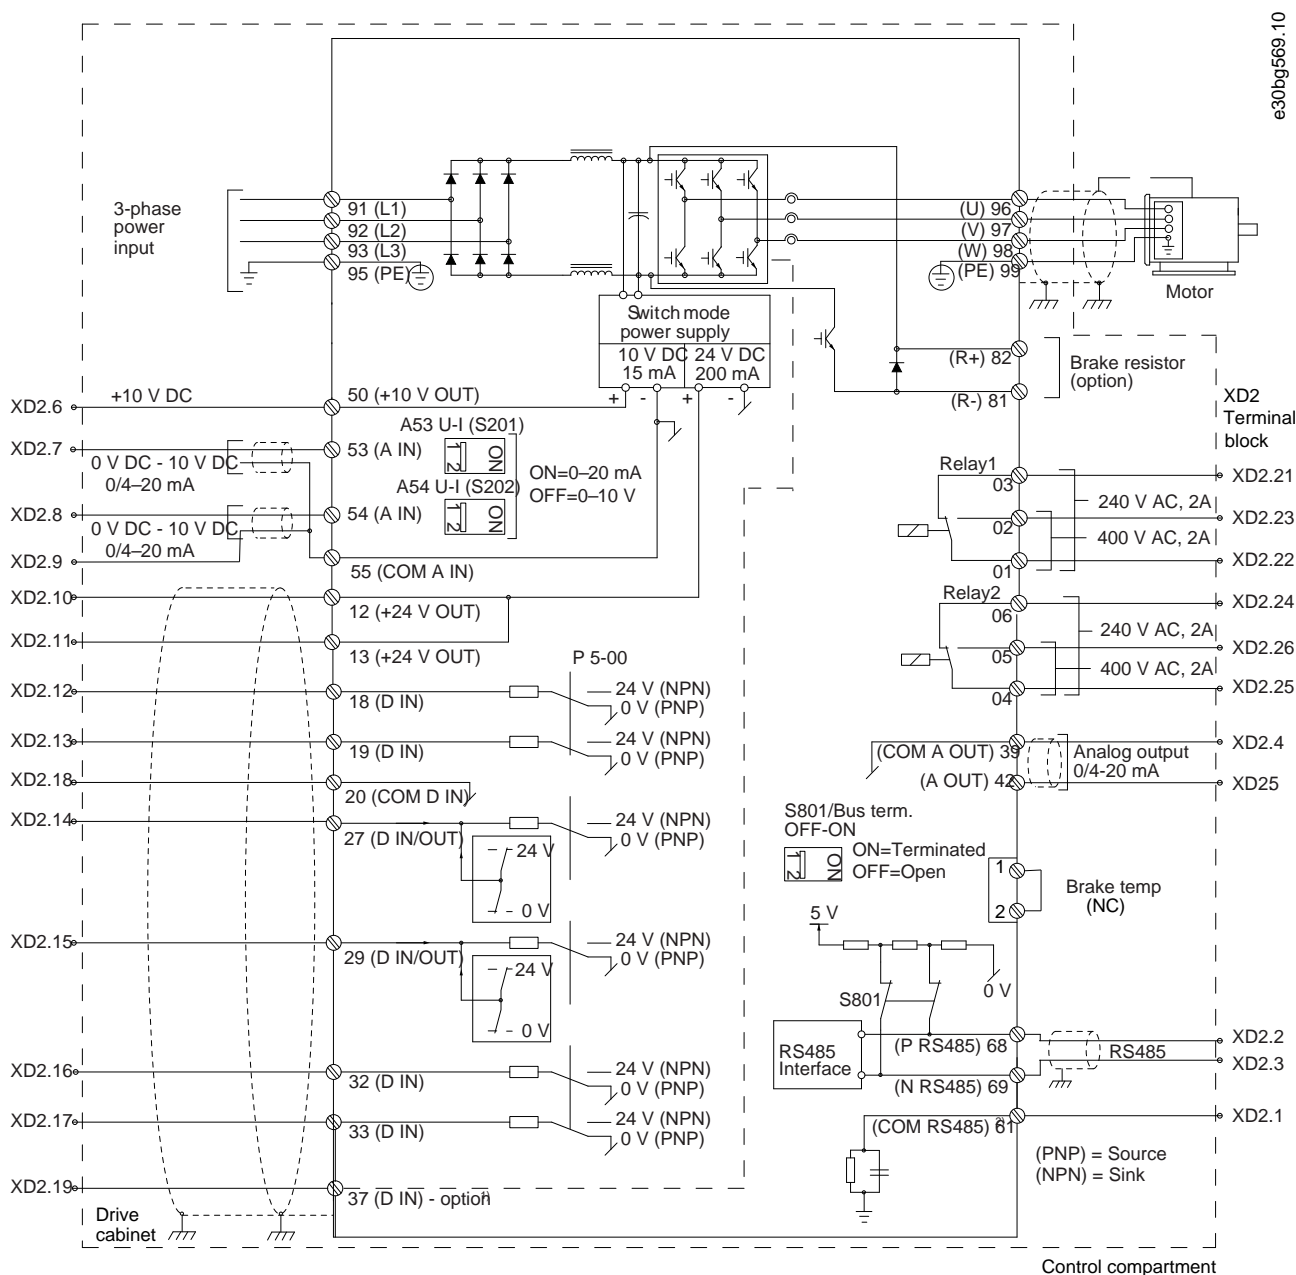 e30bg569.10
3-phase
power
input
91 (L1)
92 (L2)
93 (L3)
95 (PE)
(U) 96
(V) 97
(W) 98
(PE) 99
Motor
Switch mode
power supply
10 V DC
15 mA
24 V DC
200 mA
+ - + -
(R+) 82
(R-) 81
Brake resistor
(option)
XD2
Terminal
block
XD2.6
+10 V DC
50 (+10 V OUT)
XD2.7
0 V DC - 10 V DC
0/4–20 mA
53 (A IN)
A53 U-I (S201)
1 2 ON
A54 U-I (S202)
1 2 ON
ON=0–20 mA
OFF=0–10 V
XD2.8
0 V DC - 10 V DC
0/4–20 mA
54 (A IN)
XD2.9
55 (COM A IN)
XD2.10
12 (+24 V OUT)
XD2.11
13 (+24 V OUT)
P 5-00
XD2.12
18 (D IN)
24 V (NPN)
0 V (PNP)
XD2.13
19 (D IN)
24 V (NPN)
0 V (PNP)
XD2.18
20 (COM D IN)
XD2.14
27 (D IN/OUT)
24 V (NPN)
0 V (PNP)
24 V
0 V
XD2.15
29 (D IN/OUT)
24 V (NPN)
0 V (PNP)
24 V
0 V
XD2.16
32 (D IN)
24 V (NPN)
0 V (PNP)
XD2.17
33 (D IN)
24 V (NPN)
0 V (PNP)
XD2.19
37 (D IN) - option 1)
Drive
cabinet
Relay1
03
02
01
240 V AC, 2A
400 V AC, 2A
XD2.21
XD2.23
XD2.22
Relay2
06
05
04
240 V AC, 2A
400 V AC, 2A
XD2.24
XD2.26
XD2.25
(COM A OUT) 39
(A OUT) 42
Analog output
0/4-20 mA
XD2.4
XD25
S801/Bus term.
OFF-ON
1 2 ON
ON=Terminated
OFF=Open
1
2
Brake temp
(NC)
5 V
0 V
S801
RS485
Interface
(P RS485) 68
(N RS485) 69
RS485
XD2.2
XD2.3
(COM RS485) 61
XD2.1
(PNP) = Source
(NPN) = Sink
Control compartment